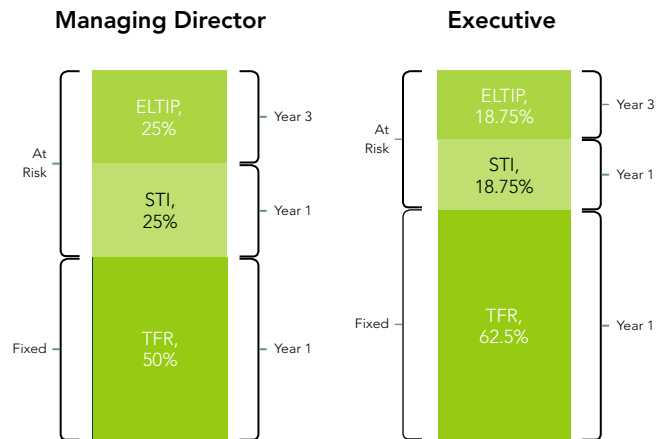 Managing Director
At
Risk
Fixed
ELTIP,
25%
STI,
25%
TFR,
50%
Year 3
Year 1
Year 1
Executive
At
Risk
Fixed
ELTIP,
18.75%
STI,
18.75%
TFR,
62.5%
Year 3
Year 1
Year 1